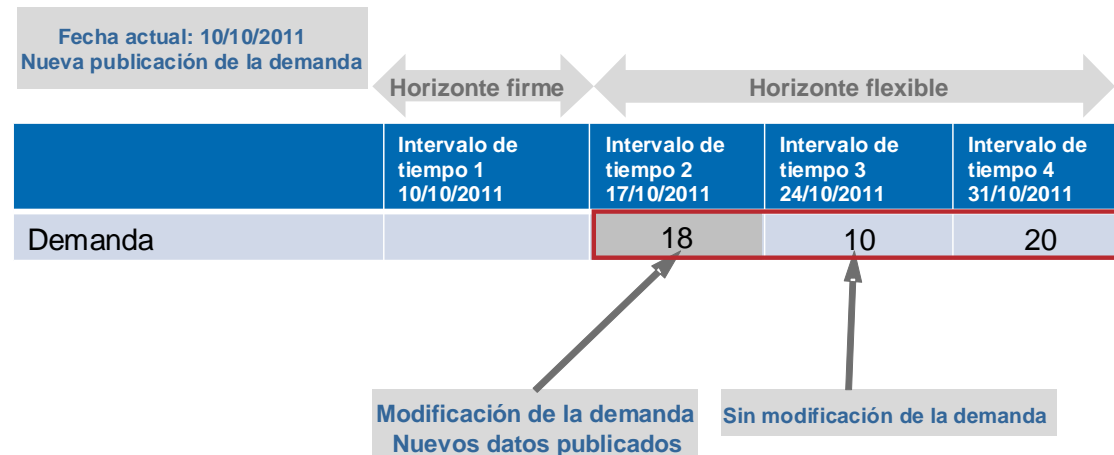 Fecha actual: 10/10/2011
Nueva publicación de la demanda
Horizonte firme
Horizonte flexible
Intervalo de
tiempo 1
10/10/2011
Intervalo de
tiempo 2
17/10/2011
Intervalo de
tiempo 3
24/10/2011
Intervalo de
tiempo 4
31/10/2011
Demanda
18
10
20
Modificación de la demanda
Nuevos datos publicados
Sin modificación de la demanda